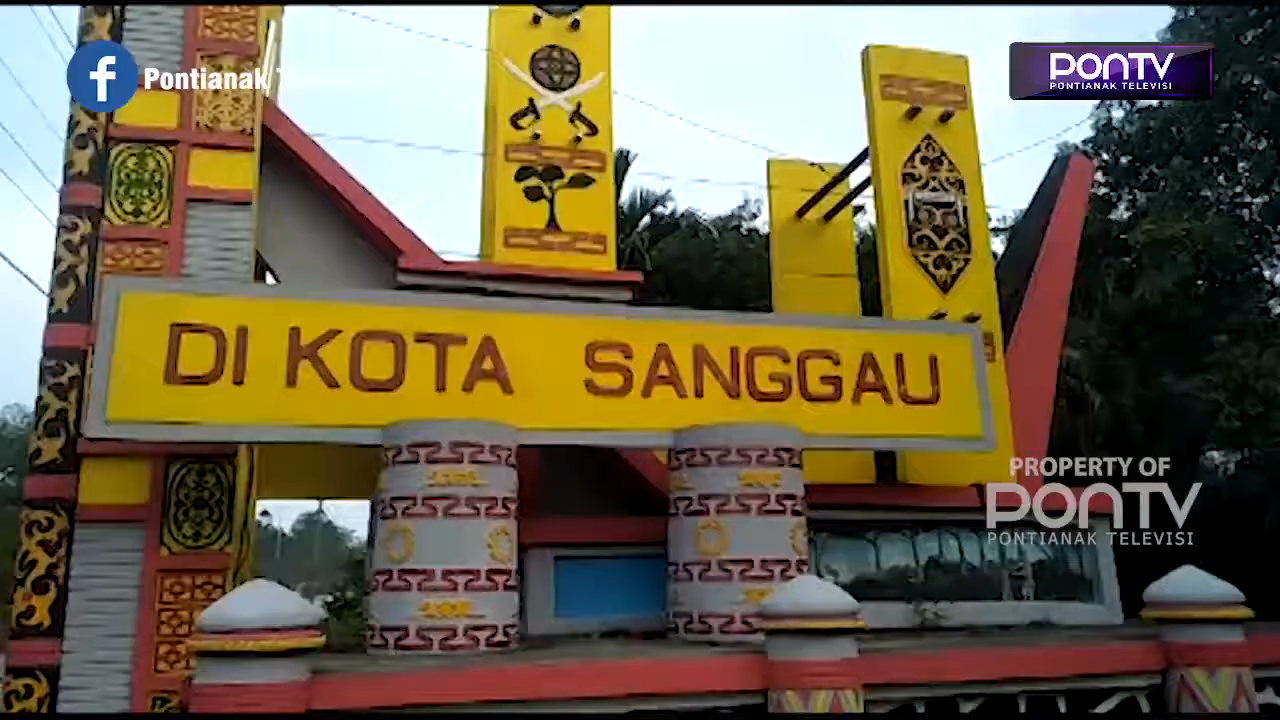 Pontianak T
PONTV
PONTIANAK TELEVISI
DI KOTA SANGGAU
PROPERTY OF
PONTV
PONTIANAK TELEVISI